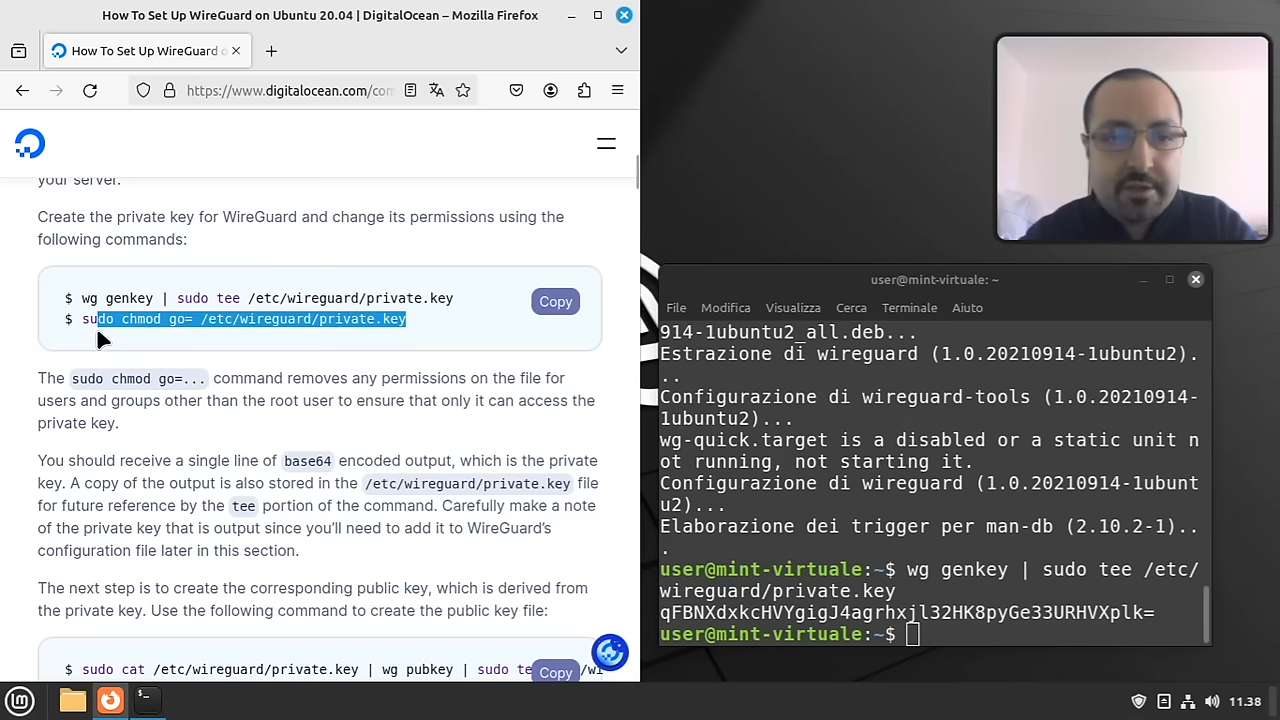 How To Set Up WireGuard on Ubuntu 20.04 | DigitalOcean – Mozilla Firefox
How To Set Up WireGuard o
https://www.digitalocean.com/com
your server.
Create the private key for WireGuard and change its permissions using the
following commands:
$ wg genkey | sudo tee /etc/wireguard/private.key
Copy
$ sudo chmod go= /etc/wireguard/private.key
The sudo chmod go=... command removes any permissions on the file for
users and groups other than the root user to ensure that only it can access the
private key.
You should receive a single line of base64 encoded output, which is the private
key. A copy of the output is also stored in the /etc/wireguard/private.key file
for future reference by the tee portion of the command. Carefully make a note
of the private key that is output since you’ll need to add it to WireGuard’s
configuration file later in this section.
The next step is to create the corresponding public key, which is derived from
the private key. Use the following command to create the public key file:
$ sudo cat /etc/wireguard/private.key | wg pubkey | sudo te
Copy
/wi
user@mint-virtuale: ~
File Modifica Visualizza Cerca Terminale Aiuto
914-1ubuntu2_all.deb...
Estrazione di wireguard (1.0.20210914-1ubuntu2).
..
Configurazione di wireguard-tools (1.0.20210914-
1ubuntu2)...
wg-quick.target is a disabled or a static unit n
ot running, not starting it.
Configurazione di wireguard (1.0.20210914-1ubunt
u2)...
Elaborazione dei trigger per man-db (2.10.2-1)..
.
user@mint-virtuale:~$ wg genkey | sudo tee /etc/
wireguard/private.key
qFBNXdxkcHVYgigJ4agrhxjl32HK8pyGe33URHVXplk=
user@mint-virtuale:~$
11.38